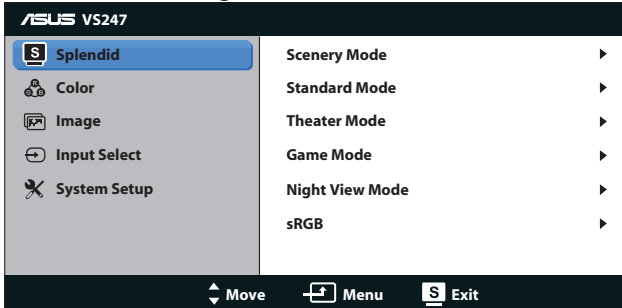 ASUS VS247
S Splendid
Color
Image
Input Select
System Setup
Scenery Mode
Standard Mode
Theater Mode
Game Mode
Night View Mode
sRGB
Move Menu S Exit